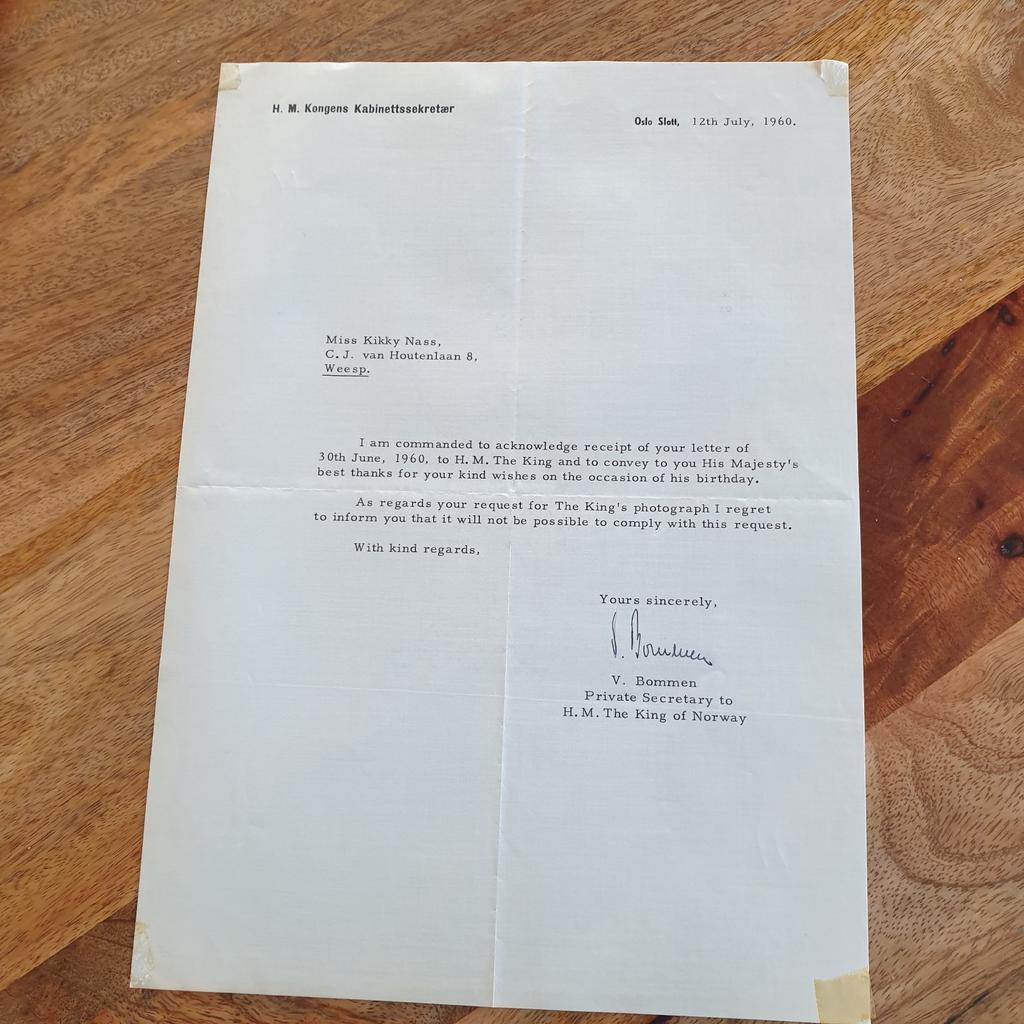 H. M. Kongens Kabinettssekretær
Oslo Slott, 12th July, 1960.
Miss Kikky Nass,
C. J. van Houtenlaan 8,
Weesp.
I am commanded to acknowledge receipt of your letter of
30th June, 1960, to H. M. The King and to convey to you His Majesty's
best thanks for your kind wishes on the occasion of his birthday.
As regards your request for The King's photograph I regret
to inform you that it will not be possible to comply with this request.
With kind regards,
Yours sincerely,
V. Bommen
V. Bommen
Private Secretary to
H. M. The King of Norway